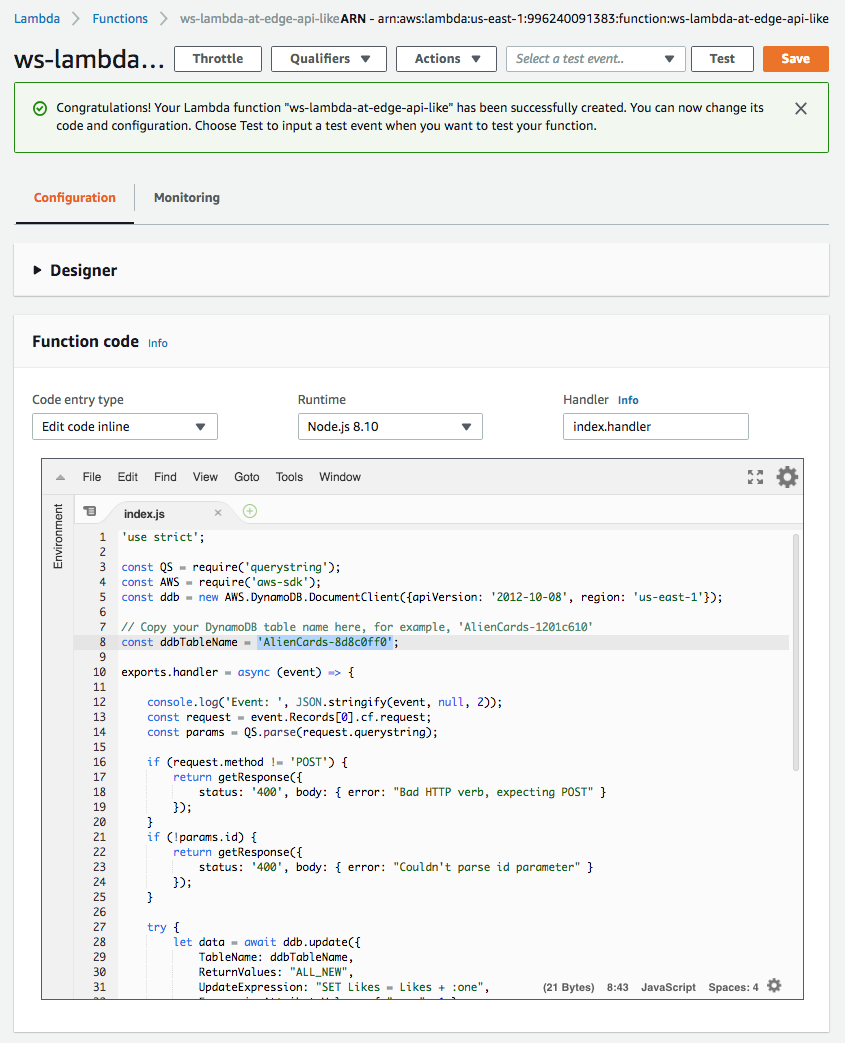 Lambda Functions ws-lambda-at-edge-api-like ARN - arn:aws:lambda:us-east-1:996240091383:function:ws-lambda-at-edge-api-like
ws-lambda... Throttle Qualifiers Actions Select a test event.. Test Save
Congratulations! Your Lambda function "ws-lambda-at-edge-api-like" has been successfully created. You can now change its
code and configuration. Choose Test to input a test event when you want to test your function.
Configuration Monitoring
Designer
Function code Info
Code entry type Runtime Handler Info
Edit code inline Node.js 8.10 index.handler
File Edit Find View Goto Tools Window
Environment
index.js
1 'use strict';
2
3 const QS = require('querystring');
4 const AWS = require('aws-sdk');
5 const ddb = new AWS.DynamoDB.DocumentClient({apiVersion: '2012-10-08', region: 'us-east-1'});
6
7 // Copy your DynamoDB table name here, for example, 'AlienCards-1201c610'
8 const ddbTableName = 'AlienCards-8d8c0ff0';
9
10 exports.handler = async (event) => {
11
12 console.log('Event: ', JSON.stringify(event, null, 2));
13 const request = event.Records[0].cf.request;
14 const params = QS.parse(request.querystring);
15
16 if (request.method != 'POST') {
17 return getResponse({
18 status: '400', body: { error: "Bad HTTP verb, expecting POST" }
19 });
20 }
21 if (!params.id) {
22 return getResponse({
23 status: '400', body: { error: "Couldn't parse id parameter" }
24 });
25 }
26
27 try {
28 let data = await ddb.update({
29 TableName: ddbTableName,
30 ReturnValues: "ALL_NEW",
31 UpdateExpression: "SET Likes = Likes + :one",
(21 Bytes) 8:43 JavaScript Spaces: 4